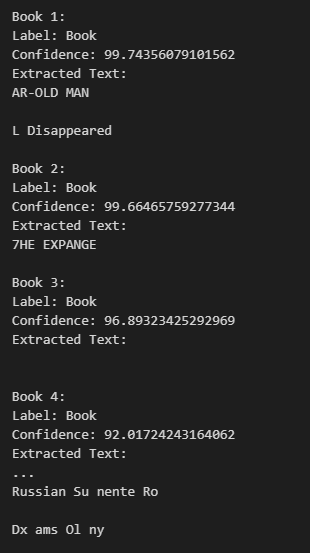 Book 1:
Label: Book
Confidence: 99.74356079101562
Extracted Text:
AR-OLD MAN
L Disappeared
Book 2:
Label: Book
Confidence: 99.66465759277344
Extracted Text:
7HE EXPANGE
Book 3:
Label: Book
Confidence: 96.89323425292969
Extracted Text:
Book 4:
Label: Book
Confidence: 92.01724243164062
Extracted Text:
...
Russian Su nente Ro
Dx ams Ol ny